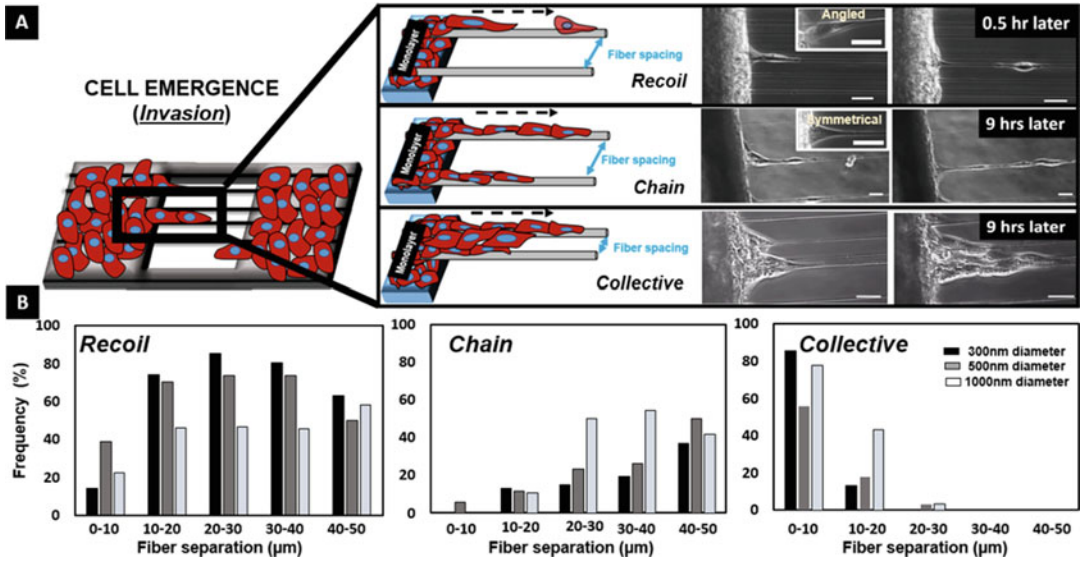 A
CELL EMERGENCE
(Invasion)
Monolayer
Fiber spacing
Recoil
Angled
0.5 hr later
Monolayer
Fiber spacing
Chain
Symmetrical
9 hrs later
Monolayer
Fiber spacing
Collective
9 hrs later
B
Frequency (%)
100
80
60
40
20
0
Recoil
0-10 10-20 20-30 30-40 40-50
Fiber separation (µm)
100
80
60
40
20
0
Chain
0-10 10-20 20-30 30-40 40-50
Fiber separation (µm)
100
80
60
40
20
0
Collective
300nm diameter
500nm diameter
1000nm diameter
0-10 10-20 20-30 30-40 40-50
Fiber separation (µm)